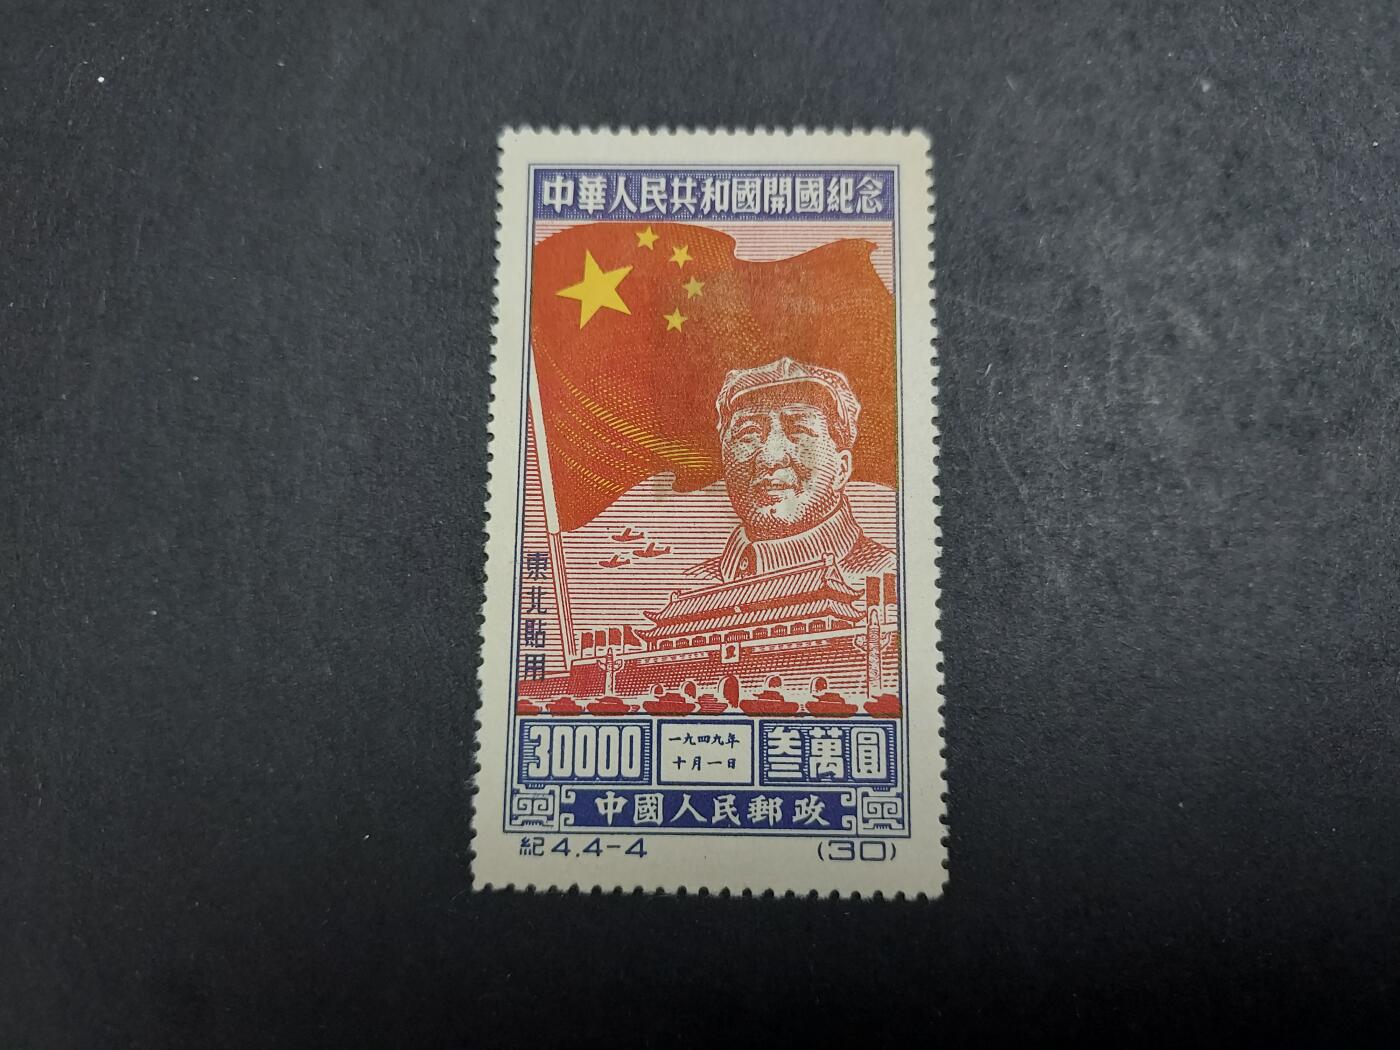 中華人民共和國開國紀念
東北貼用
30000
一九四九年
十月一日
叁萬圓
中國人民郵政
紀4.4-4
(30)